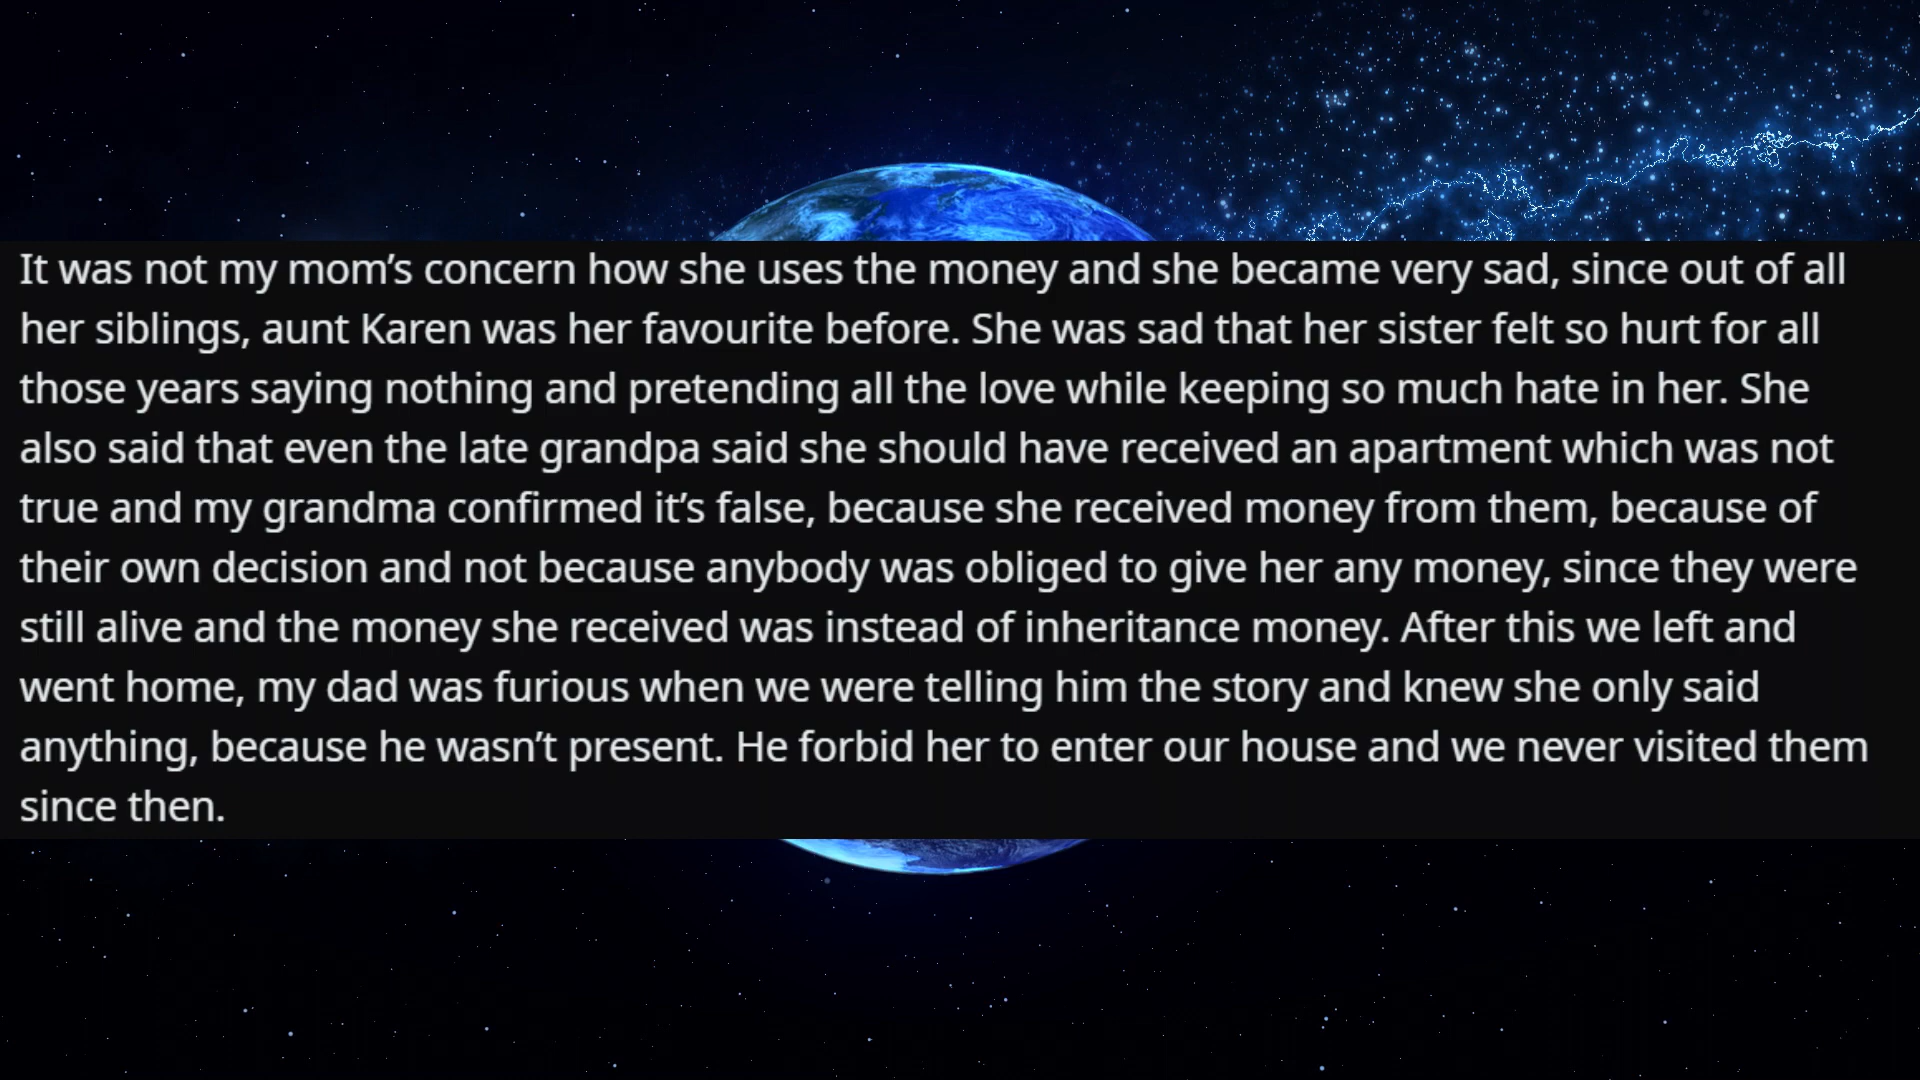 It was not my mom’s concern how she uses the money and she became very sad, since out of all
her siblings, aunt Karen was her favourite before. She was sad that her sister felt so hurt for all
those years saying nothing and pretending all the love while keeping so much hate in her. She
also said that even the late grandpa said she should have received an apartment which was not
true and my grandma confirmed it’s false, because she received money from them, because of
their own decision and not because anybody was obliged to give her any money, since they were
still alive and the money she received was instead of inheritance money. After this we left and
went home, my dad was furious when we were telling him the story and knew she only said
anything, because he wasn’t present. He forbid her to enter our house and we never visited them
since then.